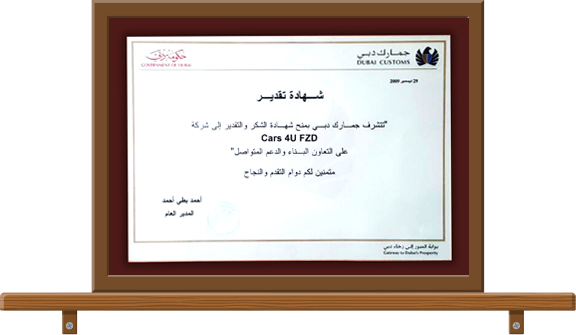 حكومة دبي
GOVERNMENT OF DUBAI
جمارك دبي
DUBAI CUSTOMS
29 ديسمبر 2009
شهادة تقدير
"تتشرف جمارك دبي بمنح شهادة الشكر والتقدير إلى شركة
Cars 4U FZD
على التعاون البناء والدعم المتواصل"
متمنين لكم دوام التقدم والنجاح
أحمد بطي أحمد
المدير العام
بوابة العبور إلى رخاء دبي
Gateway to Dubai's Prosperity